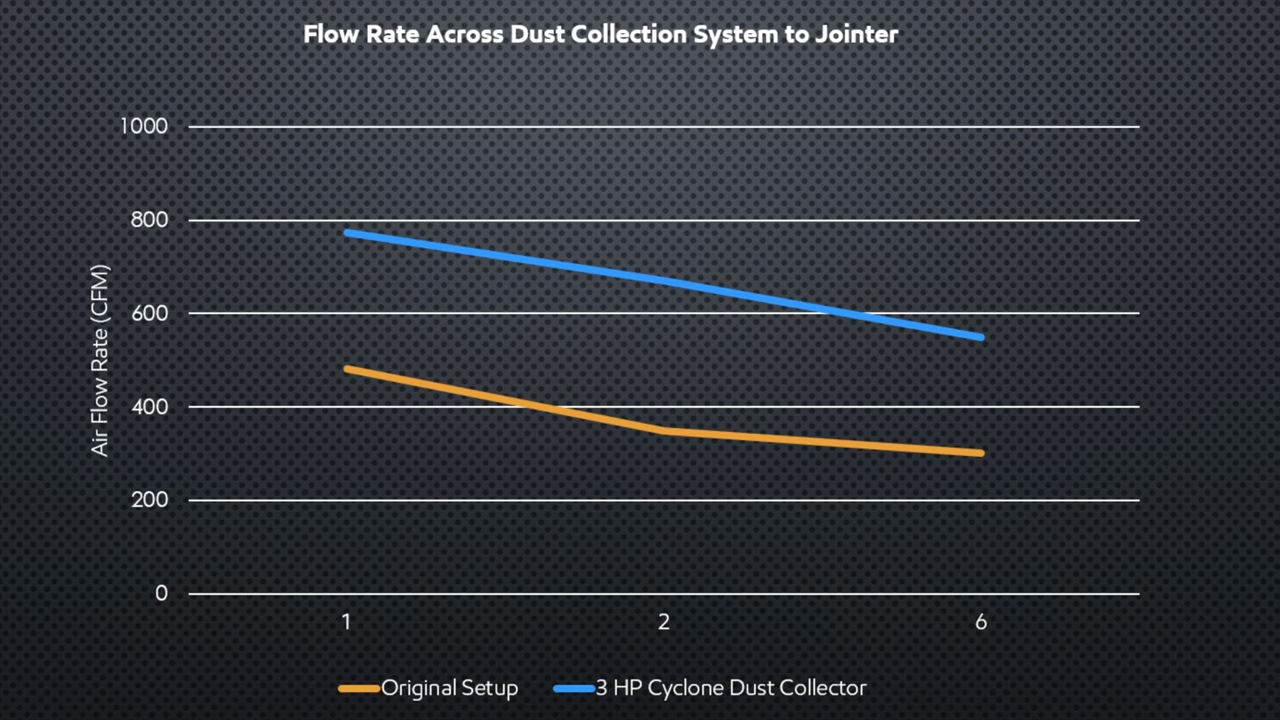 Flow Rate Across Dust Collection System to Jointer
1000
800
600
400
200
0
Air Flow Rate (CFM)
1 2 6
Original Setup 3 HP Cyclone Dust Collector